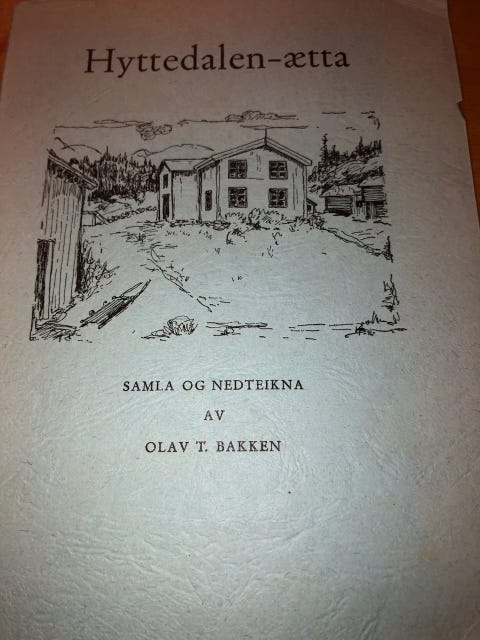 Hyttedalen-ætta
SAMLA OG NEDTEIKNA
AV
OLAV T. BAKKEN